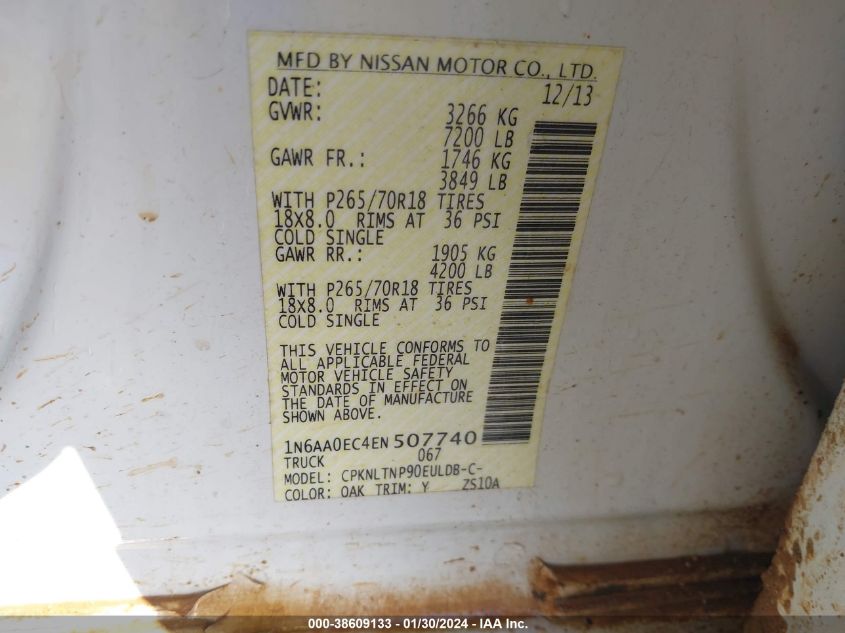 MFD BY NISSAN MOTOR CO., LTD.
DATE: 12/13
GVWR: 3266 KG
7200 LB
GAWR FR.: 1746 KG
3849 LB
WITH P265/70R18 TIRES
18X8.0 RIMS AT 36 PSI
COLD SINGLE
GAWR RR.: 1905 KG
4200 LB
WITH P265/70R18 TIRES
18X8.0 RIMS AT 36 PSI
COLD SINGLE
THIS VEHICLE CONFORMS TO
ALL APPLICABLE FEDERAL
MOTOR VEHICLE SAFETY
STANDARDS IN EFFECT ON
THE DATE OF MANUFACTURE
SHOWN ABOVE.
1N6AA0EC4EN507740
TRUCK 067
MODEL: CPKNLTNP90EULDB-C-
COLOR: OAK TRIM: Y ZS10A
000-38609133 - 01/30/2024 - IAA Inc.